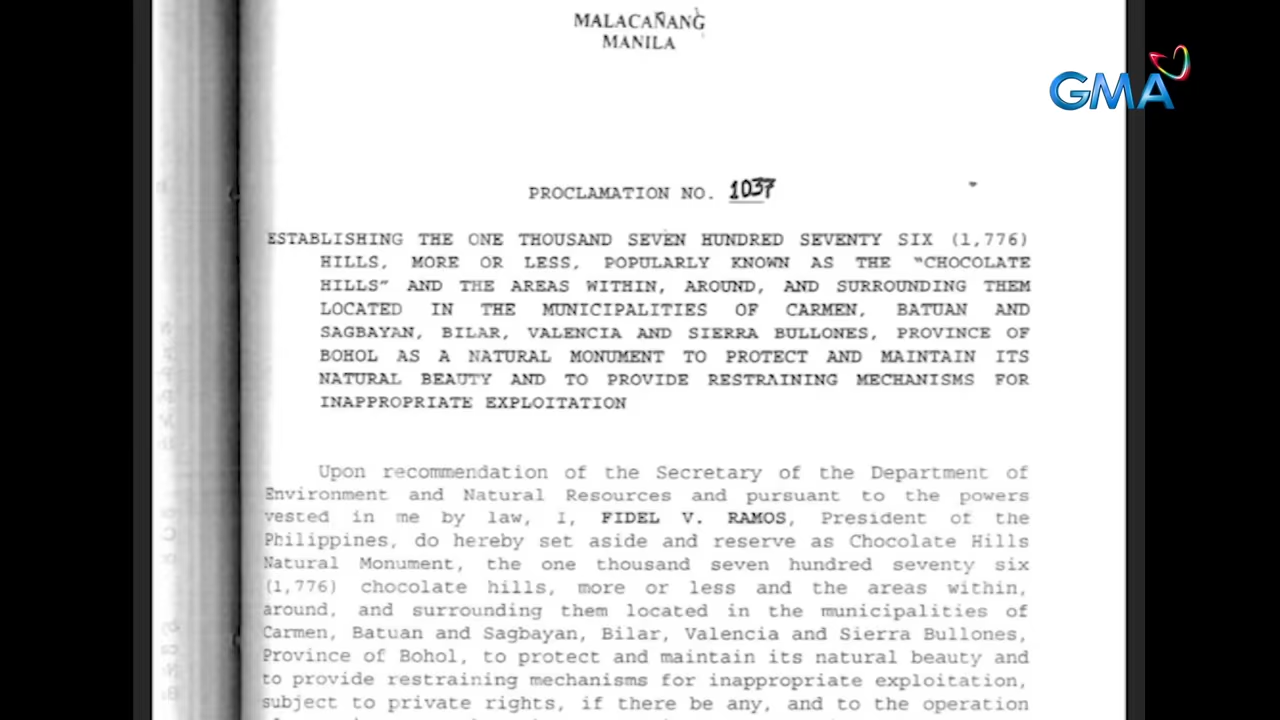 MALACAÑANG
MANILA
GMA
PROCLAMATION NO. 1037
ESTABLISHING THE ONE THOUSAND SEVEN HUNDRED SEVENTY SIX (1,776)
HILLS, MORE OR LESS, POPULARLY KNOWN AS THE "CHOCOLATE
HILLS" AND THE AREAS WITHIN, AROUND, AND SURROUNDING THEM
LOCATED IN THE MUNICIPALITIES OF CARMEN, BATUAN AND
SAGBAYAN, BILAR, VALENCIA AND SIERRA BULLONES, PROVINCE OF
BOHOL AS A NATURAL MONUMENT TO PROTECT AND MAINTAIN ITS
NATURAL BEAUTY AND TO PROVIDE RESTRAINING MECHANISMS FOR
INAPPROPRIATE EXPLOITATION
Upon recommendation of the Secretary of the Department of
Environment and Natural Resources and pursuant to the powers
vested in me by law, I, FIDEL V. RAMOS, President of the
Philippines, do hereby set aside and reserve as Chocolate Hills
Natural Monument, the one thousand seven hundred seventy six
(1,776) chocolate hills, more or less and the areas within,
around, and surrounding them located in the municipalities of
Carmen, Batuan and Sagbayan, Bilar, Valencia and Sierra Bullones,
Province of Bohol, to protect and maintain its natural beauty and
to provide restraining mechanisms for inappropriate exploitation,
subject to private rights, if there be any, and to the operation